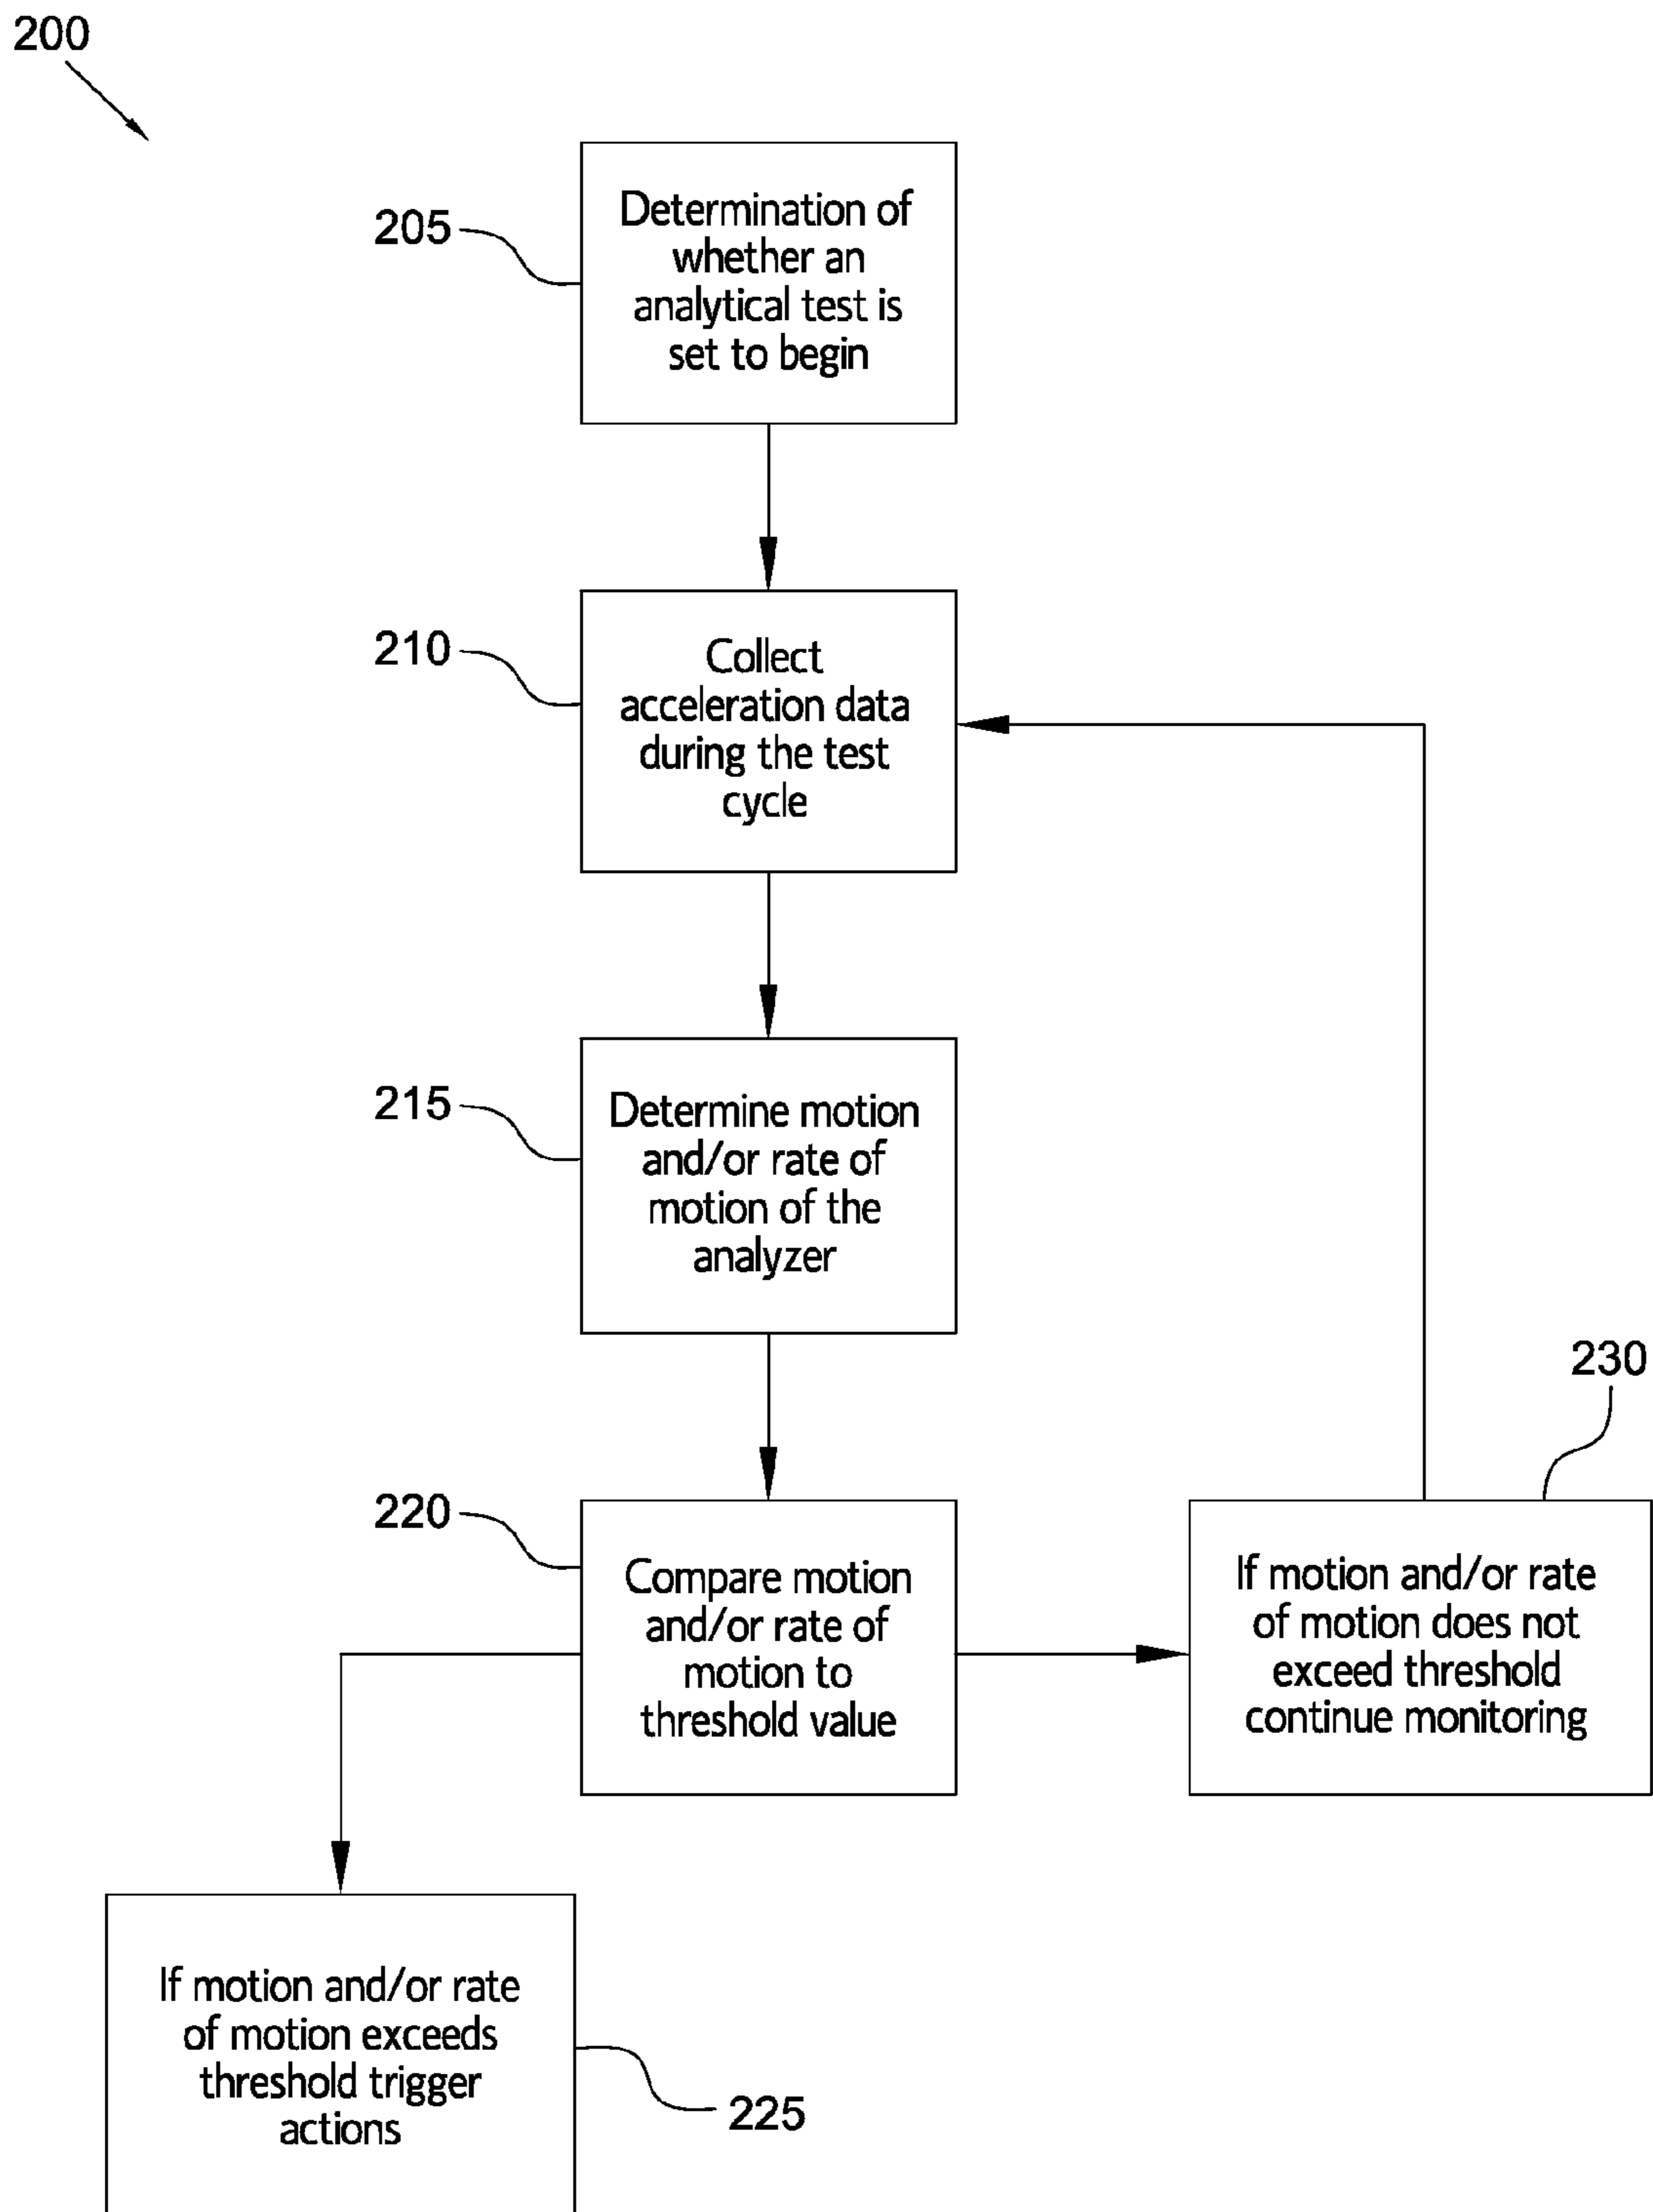 200
205
Determination of
whether an
analytical test is
set to begin
210
Collect
acceleration data
during the test
cycle
215
Determine motion
and/or rate of
motion of the
analyzer
220
Compare motion
and/or rate of
motion to
threshold value
230
If motion and/or rate
of motion does not
exceed threshold
continue monitoring
If motion and/or rate
of motion exceeds
threshold trigger
actions
225